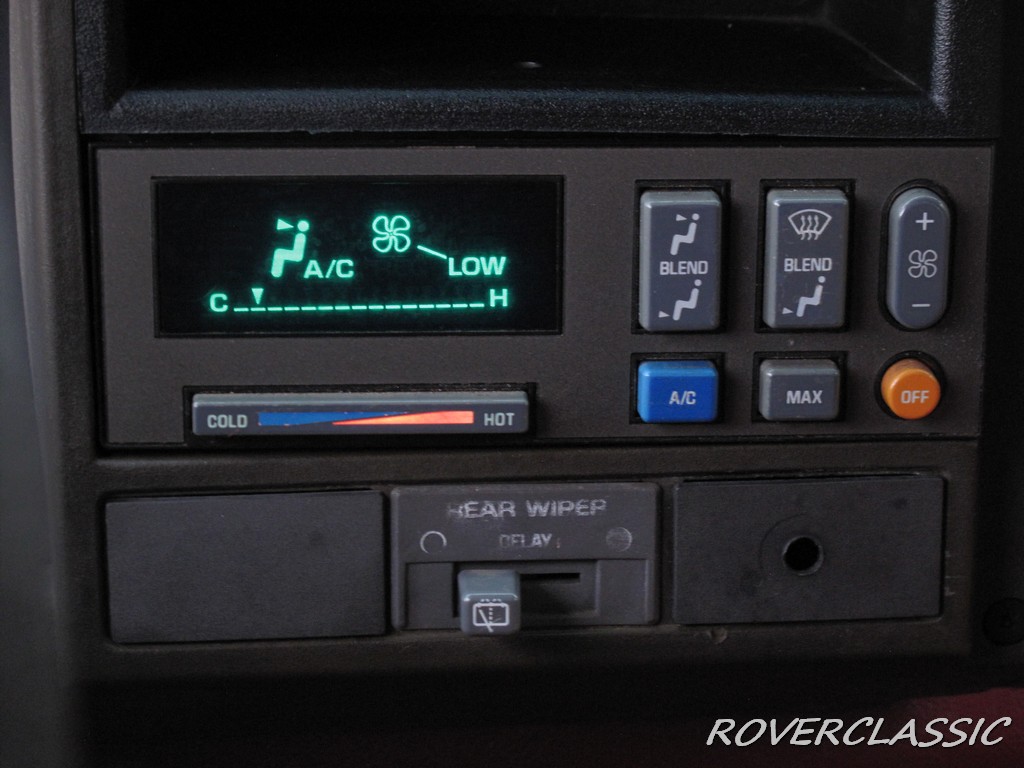 A/C
LOW
C H
BLEND
BLEND
+
−
COLD HOT
A/C
MAX
OFF
REAR WIPER
DELAY
ROVERCLASSIC